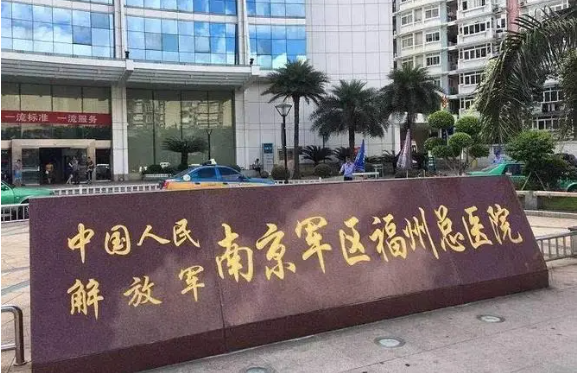 一流标准 一流服务
中国人民
解放军
南京军区福州总医院